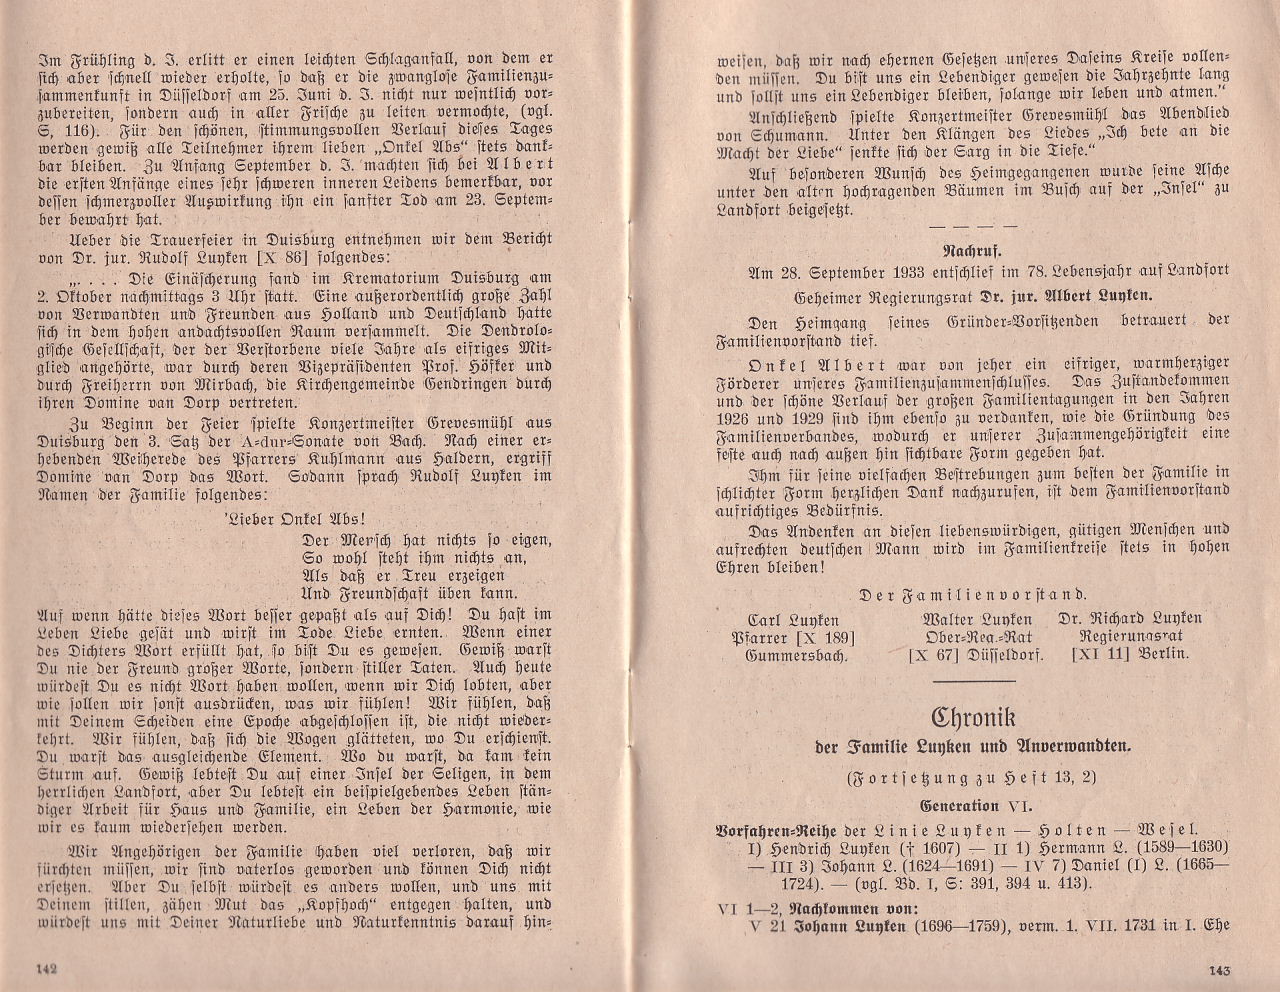 Im Frühling d. J. erlitt er einen leichten Schlaganfall, von dem er
sich aber schnell wieder erholte, so daß er die zwanglose Familienzu-
sammenkunft in Düsseldorf am 25. Juni d. J. nicht nur wesntlich vor-
zubereiten, sondern auch in aller Frische zu leiten vermochte, (vgl.
S, 116). Für den schönen, stimmungsvollen Verlauf dieses Tages
werden gewiß alle Teilnehmer ihrem lieben „Onkel Abs“ stets dank-
bar bleiben. Zu Anfang September d. J. machten sich bei Albert
die ersten Anfänge eines sehr schweren inneren Leidens bemerkbar, vor
dessen schmerzvoller Auswirkung ihn ein sanfter Tod am 23. Septem-
ber bewahrt hat.
Ueber die Trauerfeier in Duisburg entnehmen wir dem Bericht
von Dr. jur. Rudolf Luyken [X 86] folgendes:
„. . . . Die Einäscherung fand im Krematorium Duisburg am
2. Oktober nachmittags 3 Uhr statt. Eine außerordentlich große Zahl
von Verwandten und Freunden aus Holland und Deutschland hatte
sich in dem hohen andachtsvollen Raum versammelt. Die Dendrolo-
gische Gesellschaft, der der Verstorbene viele Jahre als eifriges Mit-
glied angehörte, war durch deren Vizepräsidenten Prof. Höfker und
durch Freiherrn von Mirbach, die Kirchengemeinde Gendringen durch
ihren Domine van Dorp vertreten.
Zu Beginn der Feier spielte Konzertmeister Grevesmühl aus
Duisburg den 3. Satz der A-dur-Sonate von Bach. Nach einer er-
hebenden Weiherede des Pfarrers Kuhlmann aus Haldern, ergriff
Domine van Dorp das Wort. Sodann sprach Rudolf Luyken im
Namen der Familie folgendes:
'Lieber Onkel Abs!
Der Mensch hat nichts so eigen,
So wohl steht ihm nichts an,
Als daß er Treu erzeigen
Und Freundschaft üben kann.
Auf wenn hätte dieses Wort besser gepaßt als auf Dich! Du hast im
Leben Liebe gesät und wirst im Tode Liebe ernten. Wenn einer
des Dichters Wort erfüllt hat, so bist Du es gewesen. Gewiß warst
Du nie der Freund großer Worte, sondern stiller Taten. Auch heute
würdest Du es nicht Wort haben wollen, wenn wir Dich lobten, aber
wie sollen wir sonst ausdrücken, was wir fühlen! Wir fühlen, daß
mit Deinem Scheiden eine Epoche abgeschlossen ist, die nicht wieder-
kehrt. Wir fühlen, daß sich die Wogen glätteten, wo Du erschienst.
Du warst das ausgleichende Element. Wo du warst, da kam kein
Sturm auf. Gewiß lebtest Du auf einer Insel der Seligen, in dem
herrlichen Landfort, aber Du lebtest ein beispielgebendes Leben stän-
diger Arbeit für Haus und Familie, ein Leben der Harmonie, wie
wir es kaum wiedersehen werden.
Wir Angehörigen der Familie haben viel verloren, daß wir
fürchten müssen, wir sind vaterlos geworden und können Dich nicht
ersetzen. Aber Du selbst würdest es anders wollen, und uns mit
Deinem stillen, zähen Mut das „Kopfhoch“ entgegen halten, und
würdest uns mit Deiner Naturliebe und Naturkenntnis darauf hin-
142
weisen, daß wir nach ehernen Gesetzen unseres Daseins Kreise vollen-
den müssen. Du bist uns ein Lebendiger gewesen die Jahrzehnte lang
und sollst uns ein Lebendiger bleiben, solange wir leben und atmen.“
Anschließend spielte Konzertmeister Grevesmühl das Abendlied
von Schumann. Unter den Klängen des Liedes „Ich bete an die
Macht der Liebe“ senkte sich der Sarg in die Tiefe.“
Auf besonderen Wunsch des Heimgegangenen wurde seine Asche
unter den alten hochragenden Bäumen im Busch auf der „Insel“ zu
Landfort beigesetzt.
— — — —
Nachruf.
Am 28. September 1933 entschlief im 78. Lebensjahr auf Landfort
Geheimer Regierungsrat Dr. jur. Albert Luyken.
Den Heimgang seines Gründer-Vorsitzenden betrauert der
Familienvorstand tief.
Onkel Albert war von jeher ein eifriger, warmherziger
Förderer unseres Familienzusammenschlusses. Das Zustandekommen
und der schöne Verlauf der großen Familientagungen in den Jahren
1926 und 1929 sind ihm ebenso zu verdanken, wie die Gründung des
Familienverbandes, wodurch er unserer Zusammengehörigkeit eine
feste auch nach außen hin sichtbare Form gegeben hat.
Ihm für seine vielfachen Bestrebungen zum besten der Familie in
schlichter Form herzlichen Dank nachzurufen, ist dem Familienvorstand
aufrichtiges Bedürfnis.
Das Andenken an diesen liebenswürdigen, gütigen Menschen und
aufrechten deutschen Mann wird im Familienkreise stets in hohen
Ehren bleiben!
Der Familienvorstand.
Carl Luyken Walter Luyken Dr. Richard Luyken
Pfarrer [X 189] Ober-Reg.-Rat Regierungsrat
Gummersbach. [X 67] Düsseldorf. [XI 11] Berlin.
Chronik
der Familie Luyken und Anverwandten.
(Fortsetzung zu Heft 13, 2)
Generation VI.
Vorfahren-Reihe der Linie Luyken — Holten — Wesel.
I) Hendrich Luyken († 1607) — II 1) Hermann L. (1589—1630)
— III 3) Johann L. (1624—1691) — IV 7) Daniel (I) L. (1665—
1724). — (vgl. Bd. I, S: 391, 394 u. 413).
VI 1—2, Nachkommen von:
V 21 Johann Luyken (1696—1759), verm. 1. VII. 1731 in I. Ehe
143